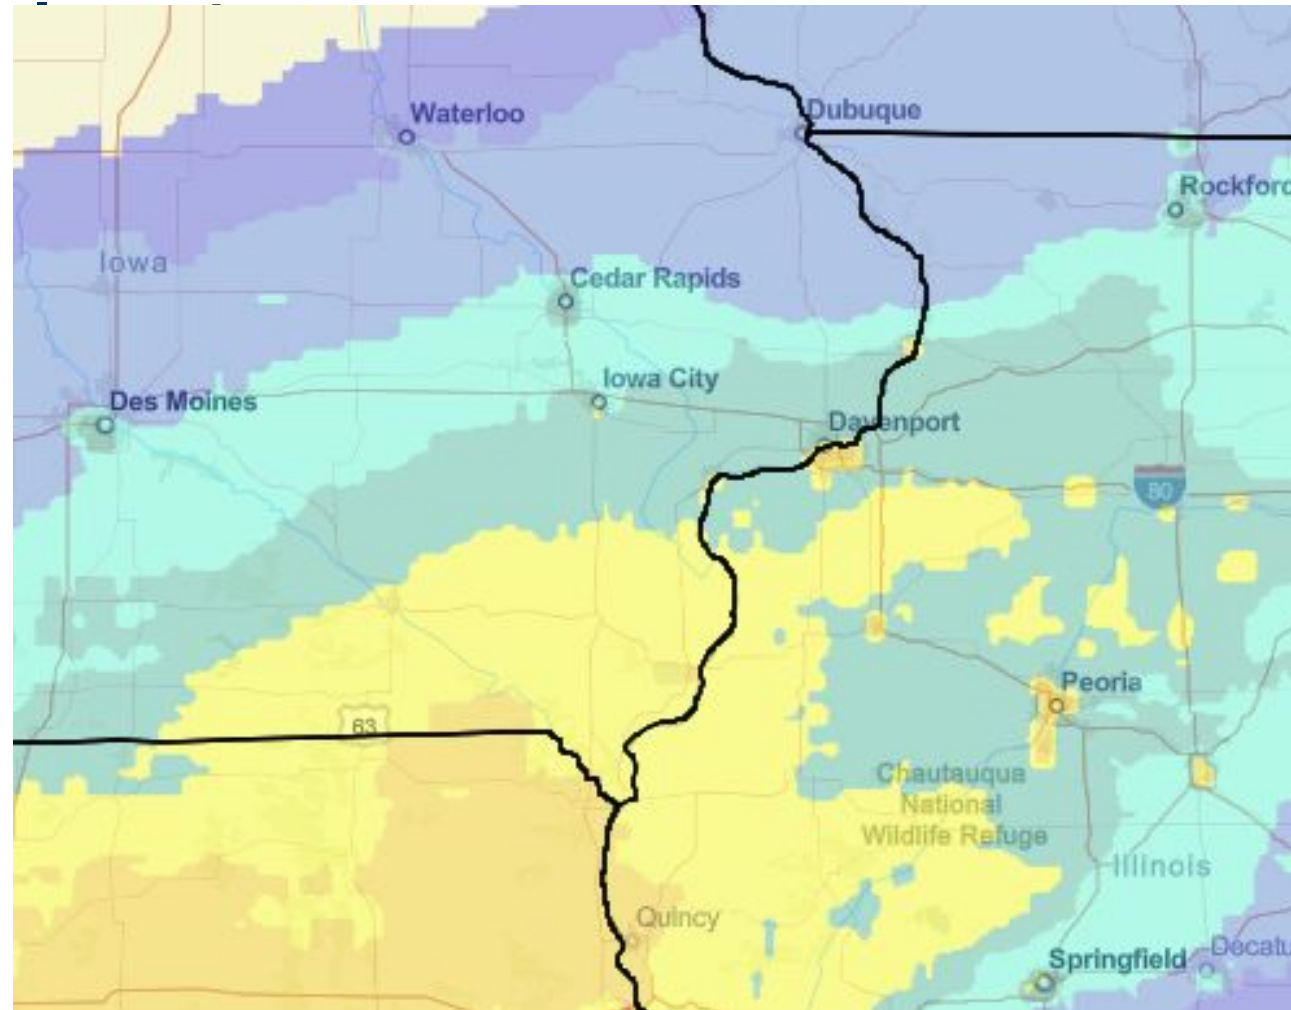 Waterloo
Dubuque
Rockford
Iowa
Cedar Rapids
Iowa City
Des Moines
Davenport
80
Peoria
63
Chautauqua
National
Wildlife Refuge
Illinois
Quincy
Springfield
Decatu